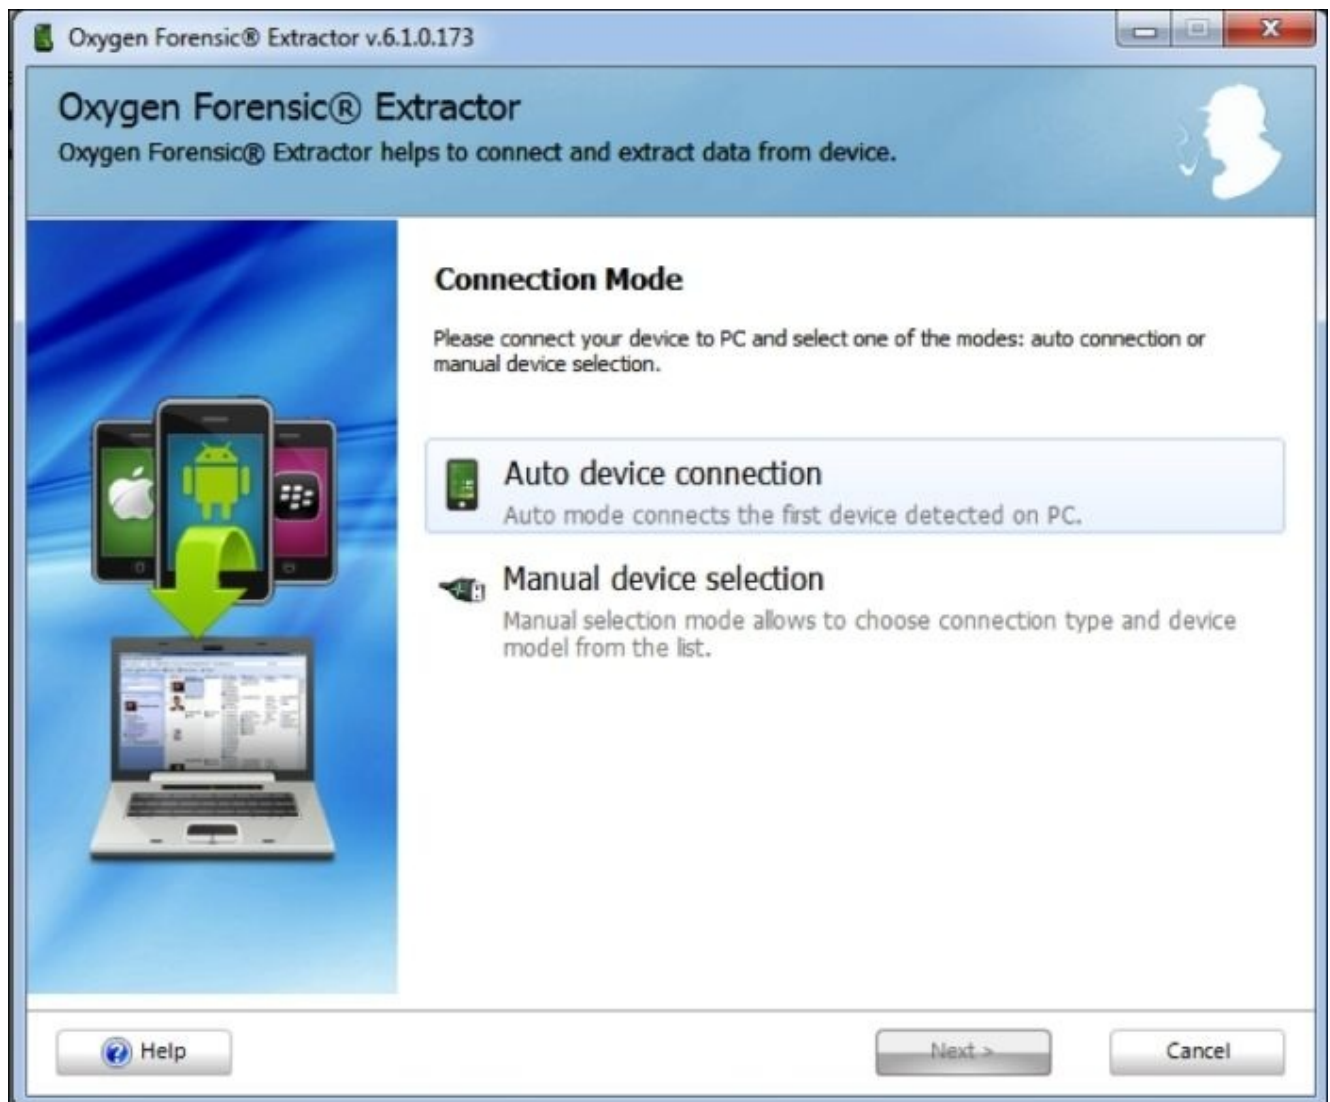 Oxygen Forensic® Extractor v.6.1.0.173
Oxygen Forensic® Extractor
Oxygen Forensic® Extractor helps to connect and extract data from device.
Connection Mode
Please connect your device to PC and select one of the modes: auto connection or
manual device selection.
Auto device connection
Auto mode connects the first device detected on PC.
Manual device selection
Manual selection mode allows to choose connection type and device
model from the list.
Help
Next >
Cancel